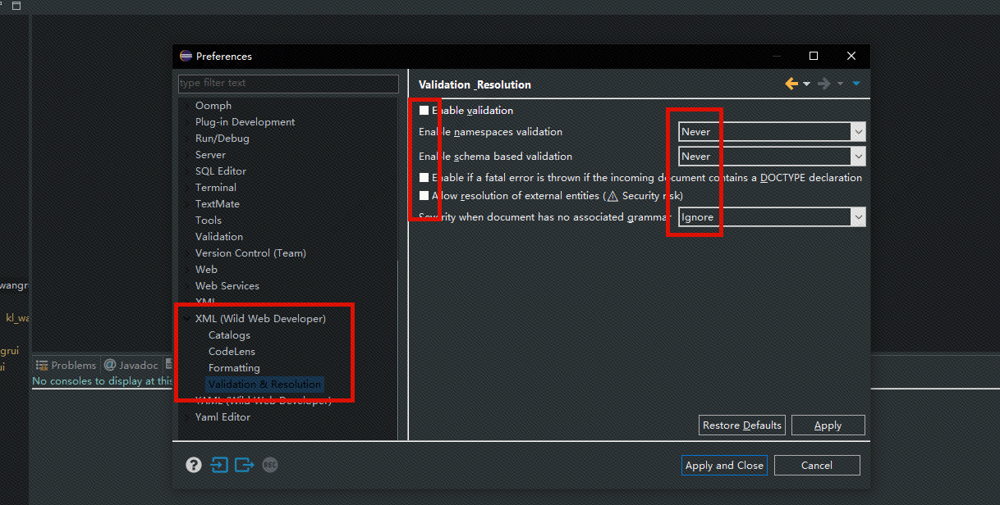 Preferences
type filter text
Validation _Resolution
Oomph
Plug-in Development
Run/Debug
Server
SQL Editor
Terminal
TextMate
Tools
Validation
Version Control (Team)
Web
Web Services
XML
XML (Wild Web Developer)
Catalogs
CodeLens
Formatting
Validation & Resolution
YAML (Wild Web Developer)
Yaml Editor
Enable validation
Enable namespaces validation Never
Enable schema based validation Never
Enable if a fatal error is thrown if the incoming document contains a DOCTYPE declaration
Allow resolution of external entities (⚠ Security risk)
Severity when document has no associated grammar Ignore
Restore Defaults Apply
REC
Apply and Close Cancel
wangr
kl_wa
grui
ui
Problems @ Javadoc
No consoles to display at this